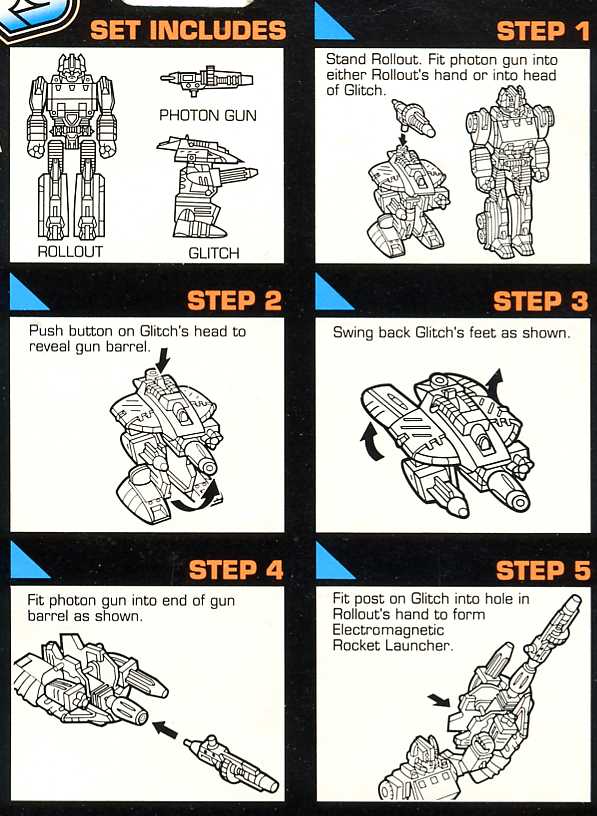 SET INCLUDES
PHOTON GUN
ROLLOUT
GLITCH
STEP 1
Stand Rollout. Fit photon gun into
either Rollout's hand or into head
of Glitch.
STEP 2
Push button on Glitch's head to
reveal gun barrel.
STEP 3
Swing back Glitch's feet as shown.
STEP 4
Fit photon gun into end of gun
barrel as shown.
STEP 5
Fit post on Glitch into hole in
Rollout's hand to form
Electromagnetic
Rocket Launcher.